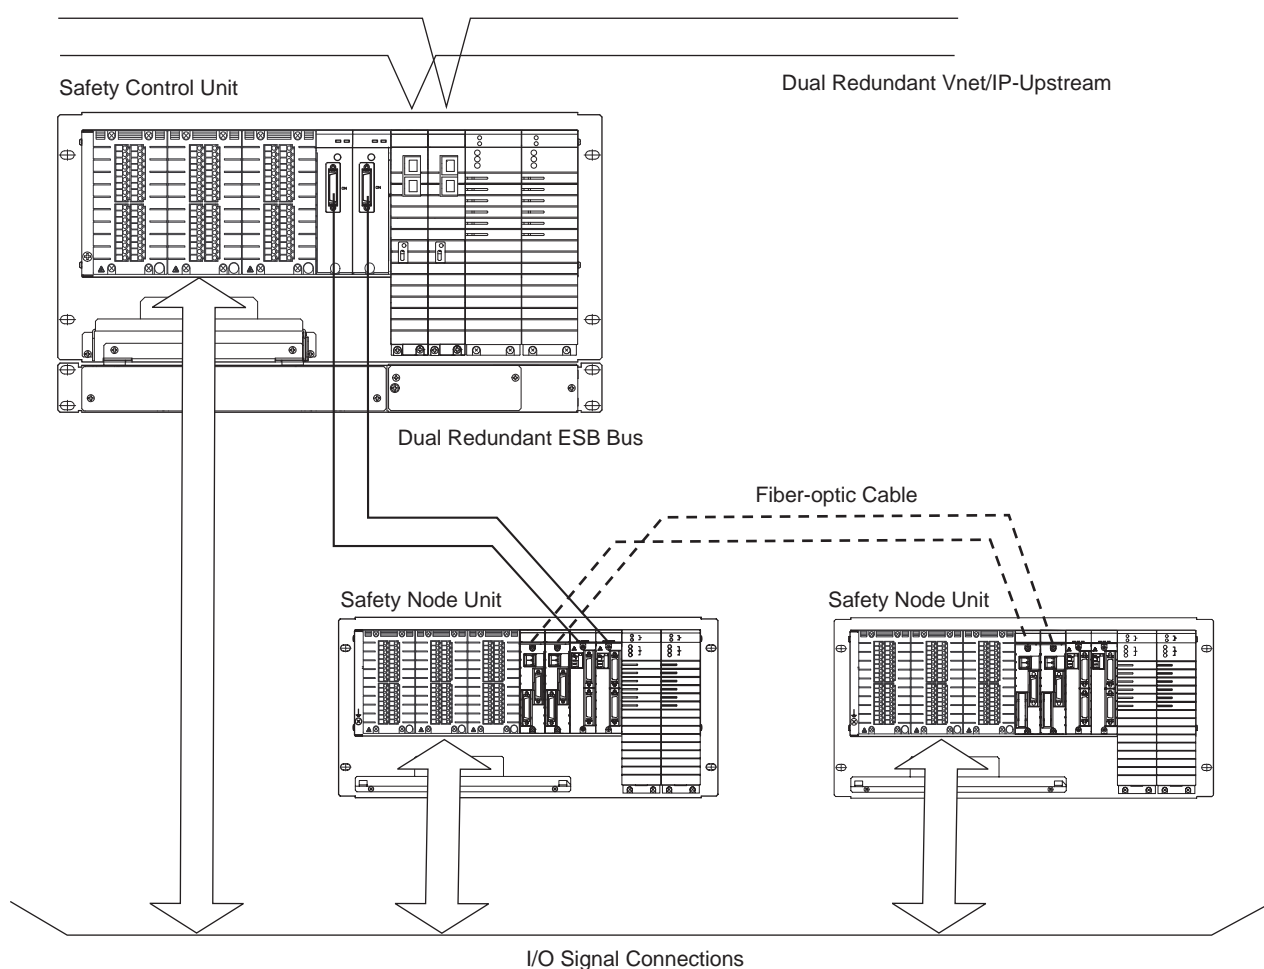 Safety Control Unit
Dual Redundant Vnet/IP-Upstream
Dual Redundant ESB Bus
Fiber-optic Cable
Safety Node Unit
Safety Node Unit
I/O Signal Connections